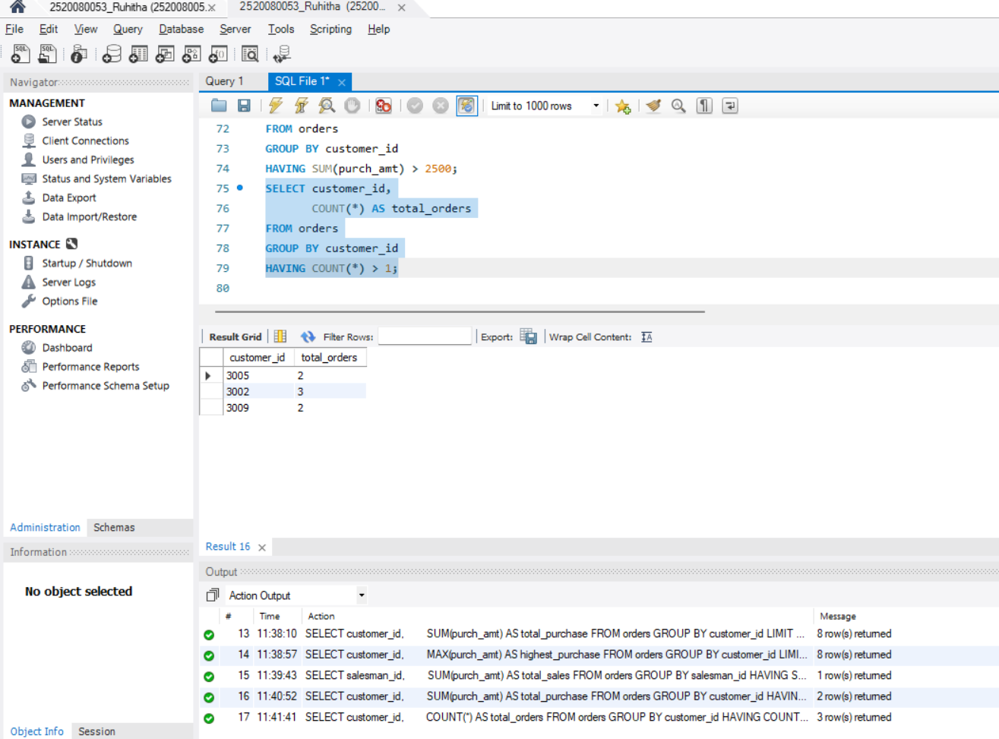 2520080053_Ruhitha (252008005. ×
2520080053_Ruhitha (25200... ×
File Edit View Query Database Server Tools Scripting Help
Navigator
Query 1
SQL File 1* ×
MANAGEMENT
Server Status
Client Connections
Users and Privileges
Status and System Variables
Data Export
Data Import/Restore
INSTANCE
Startup / Shutdown
Server Logs
Options File
PERFORMANCE
Dashboard
Performance Reports
Performance Schema Setup
Administration Schemas
Information
No object selected
Object Info Session
Limit to 1000 rows
72 FROM orders
73 GROUP BY customer_id
74 HAVING SUM(purch_amt) > 2500;
75 SELECT customer_id,
76 COUNT(*) AS total_orders
77 FROM orders
78 GROUP BY customer_id
79 HAVING COUNT(*) > 1;
80
Result Grid Filter Rows: Export: Wrap Cell Content:
customer_id total_orders
3005 2
3002 3
3009 2
Result 16 ×
Output
Action Output
# Time Action Message
13 11:38:10 SELECT customer_id, SUM(purch_amt) AS total_purchase FROM orders GROUP BY customer_id LIMIT ... 8 row(s) returned
14 11:38:57 SELECT customer_id, MAX(purch_amt) AS highest_purchase FROM orders GROUP BY customer_id LIMI... 8 row(s) returned
15 11:39:43 SELECT salesman_id, SUM(purch_amt) AS total_sales FROM orders GROUP BY salesman_id HAVING S... 1 row(s) returned
16 11:40:52 SELECT customer_id, SUM(purch_amt) AS total_purchase FROM orders GROUP BY customer_id HAVIN... 2 row(s) returned
17 11:41:41 SELECT customer_id, COUNT(*) AS total_orders FROM orders GROUP BY customer_id HAVING COUNT... 3 row(s) returned